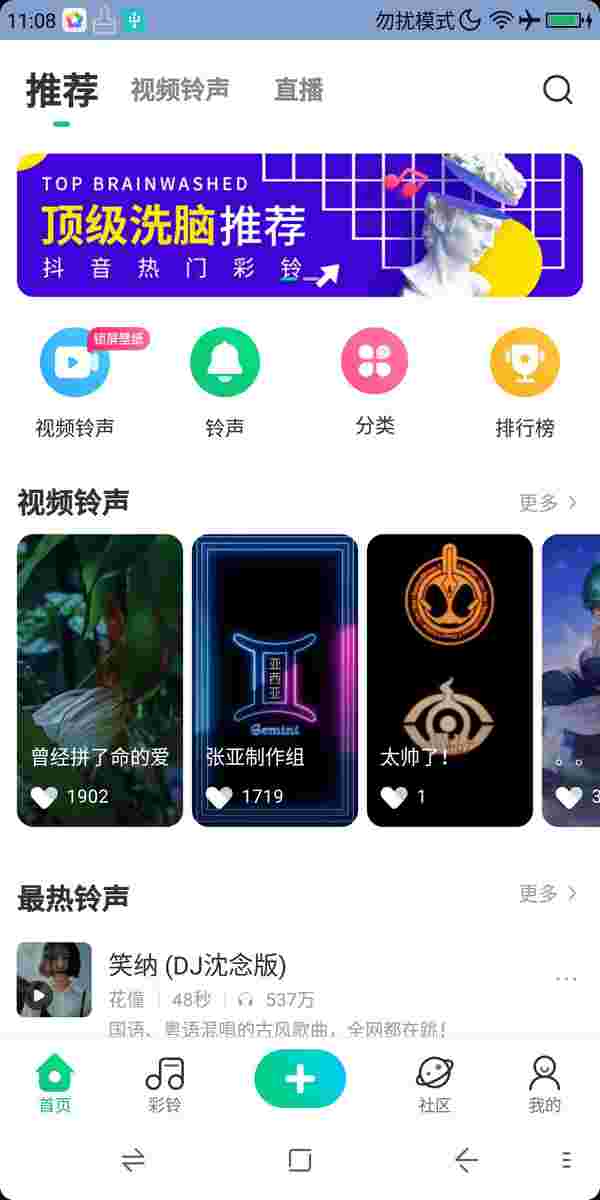 11:08
勿扰模式
推荐 视频铃声 直播
TOP BRAINWASHED
顶级洗脑推荐
抖音热门彩铃
锁屏壁纸
视频铃声 铃声 分类 排行榜
视频铃声 更多
亚西亚
Gemini
曾经拼了命的爱 张亚制作组 太帅了! 。。
1902 1719 1 3
最热铃声 更多
笑纳 (DJ沈念版)
花僮 48秒 537万
国语、粤语混唱的古风歌曲，全网都在跳！
首页 彩铃 社区 我的